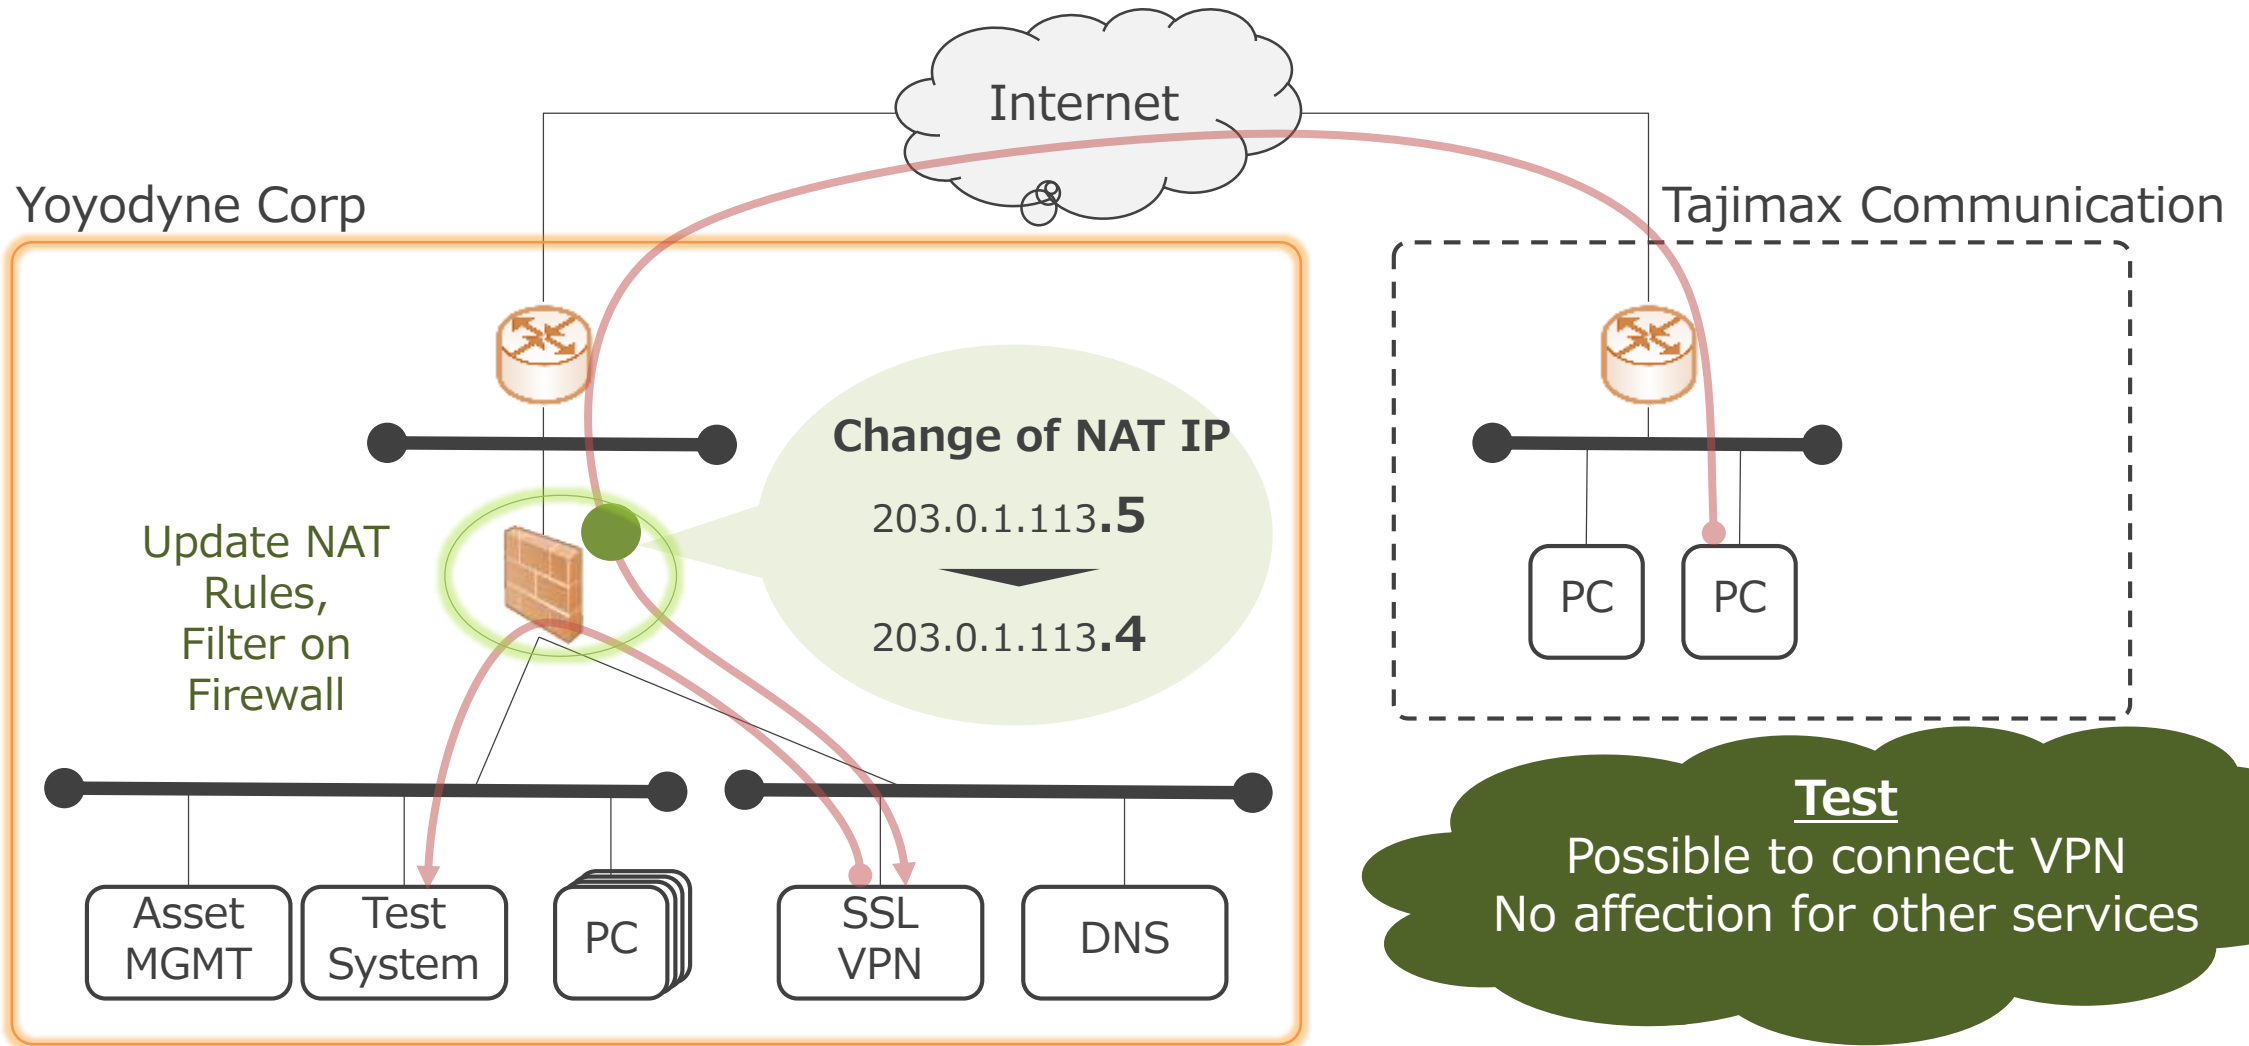 Internet
Yoyodyne Corp
Tajimax Communication
Change of NAT IP
203.0.1.113.5
203.0.1.113.4
Update NAT
Rules,
Filter on
Firewall
PC
PC
Asset
MGMT
Test
System
PC
SSL
VPN
DNS
Test
Possible to connect VPN
No affection for other services